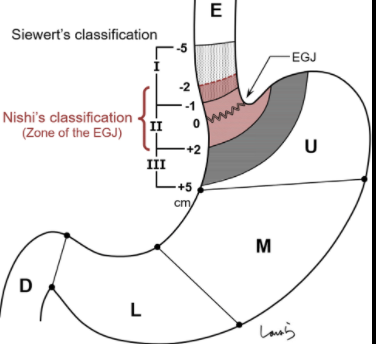 E
Siewert's classification
-5
I
EGJ
-2
-1
Nishi's classification
(Zone of the EGJ)
II
0
+2
U
III
+5
cm
M
D
L